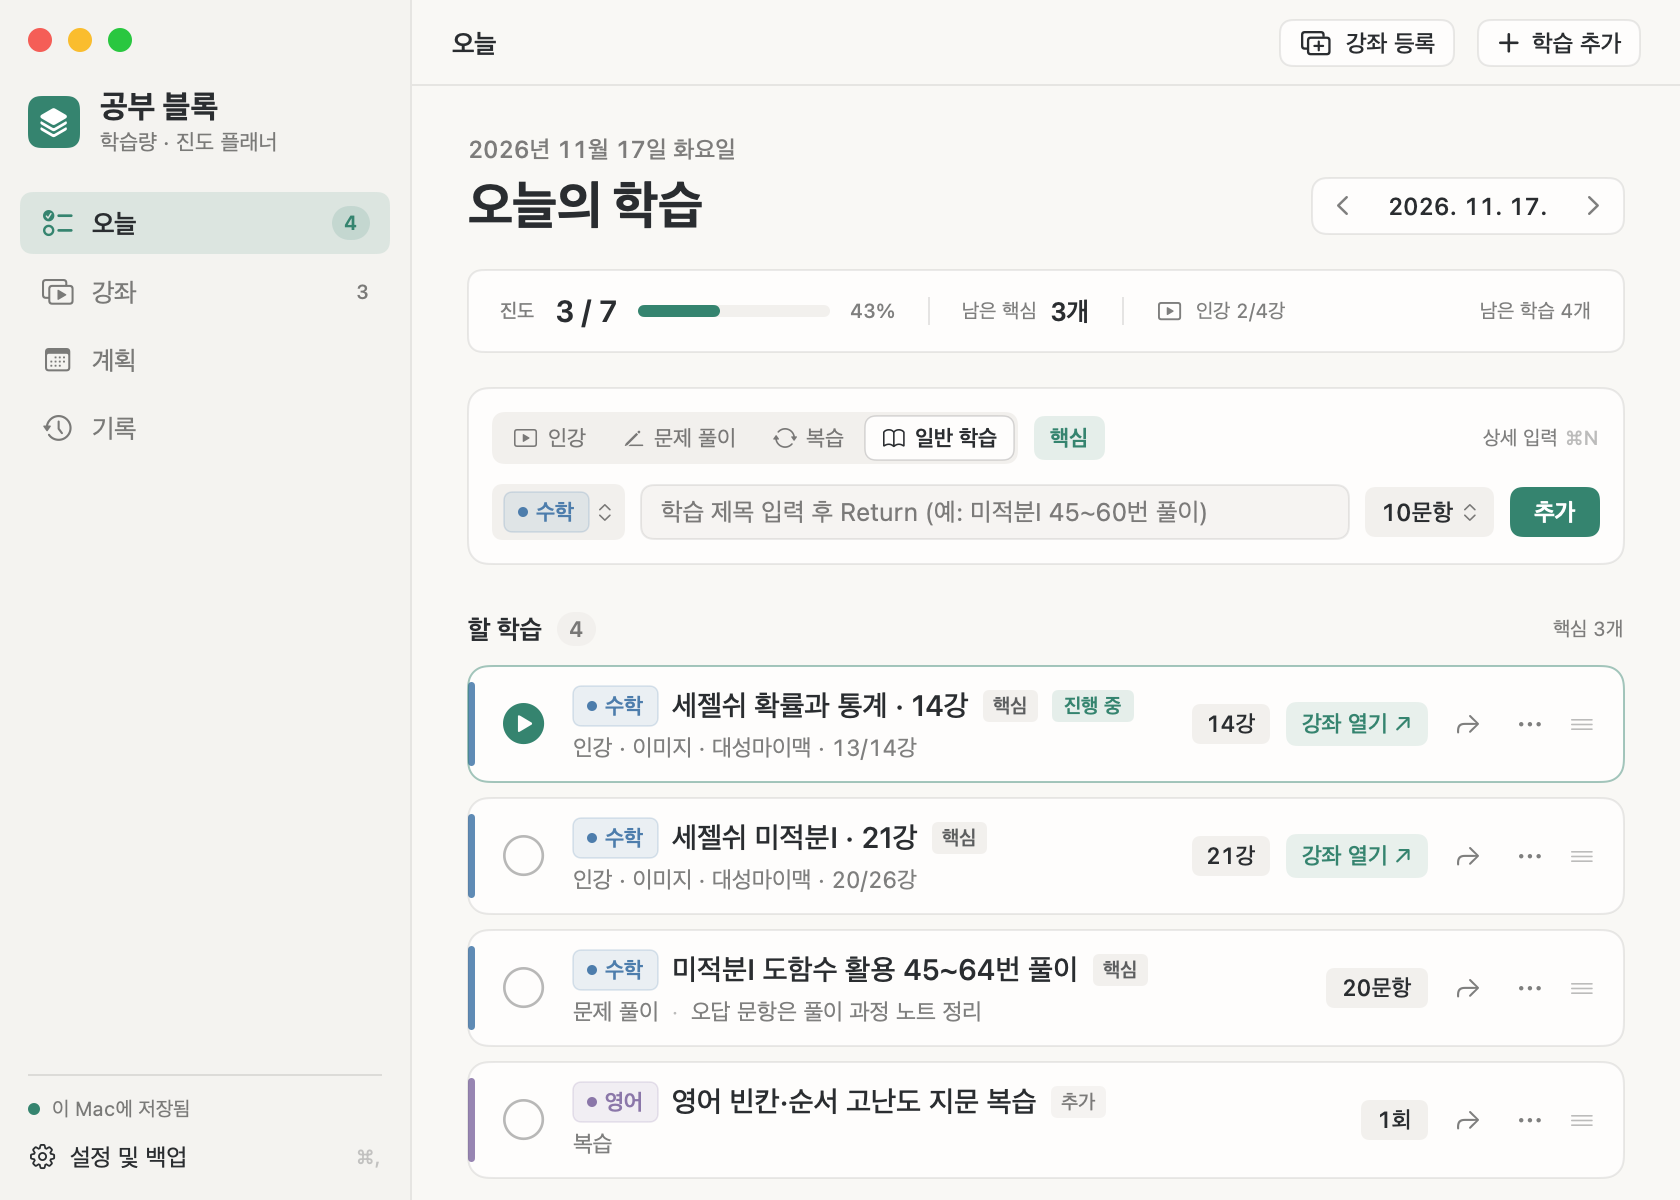 공부 블록
학습량 · 진도 플래너
오늘 4
강좌 3
계획
기록
이 Mac에 저장됨
설정 및 백업 ⌘,
오늘
강좌 등록
+ 학습 추가
2026년 11월 17일 화요일
오늘의 학습
2026. 11. 17.
진도 3 / 7 43% 남은 핵심 3개 인강 2/4강 남은 학습 4개
인강 문제 풀이 복습 일반 학습 핵심 상세 입력 ⌘N
수학 학습 제목 입력 후 Return (예: 미적분I 45~60번 풀이) 10문항 추가
할 학습 4 핵심 3개
수학 세젤쉬 확률과 통계 · 14강 핵심 진행 중
인강 · 이미지 · 대성마이맥 · 13/14강
14강 강좌 열기 ↗
수학 세젤쉬 미적분I · 21강 핵심
인강 · 이미지 · 대성마이맥 · 20/26강
21강 강좌 열기 ↗
수학 미적분I 도함수 활용 45~64번 풀이 핵심
문제 풀이 · 오답 문항은 풀이 과정 노트 정리
20문항
영어 영어 빈칸·순서 고난도 지문 복습 추가
복습
1회